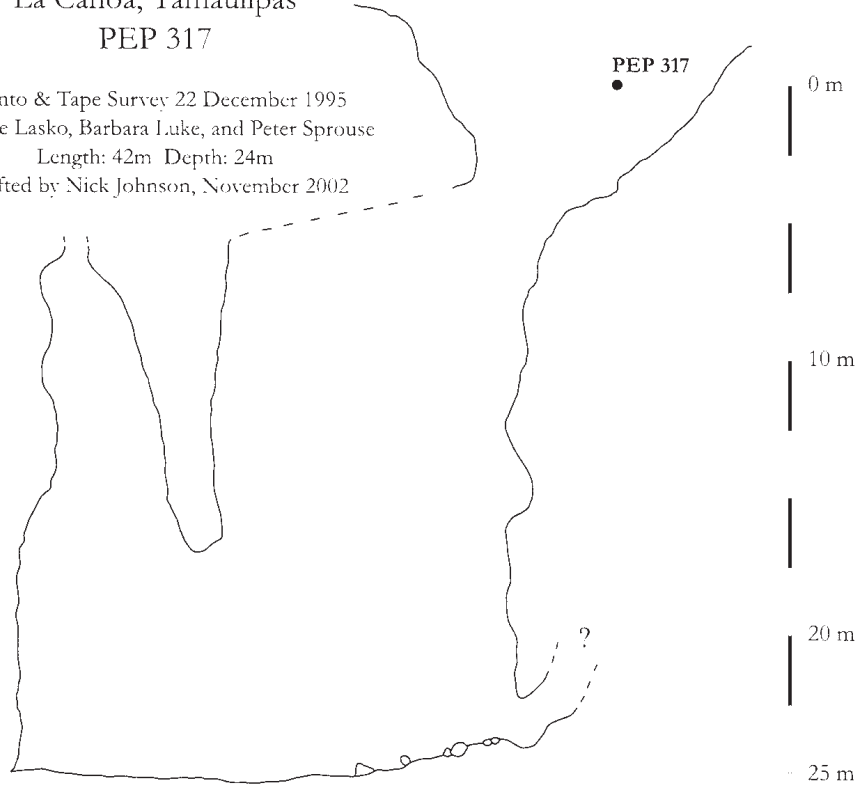 La Canoa, Tamaulipas
PEP 317
& Tape Survey 22 December 1995
Lasko, Barbara Luke, and Peter Sprouse
Length: 42m Depth: 24m
by Nick Johnson, November 2002
PEP 317
0 m
10 m
20 m
?
25 m